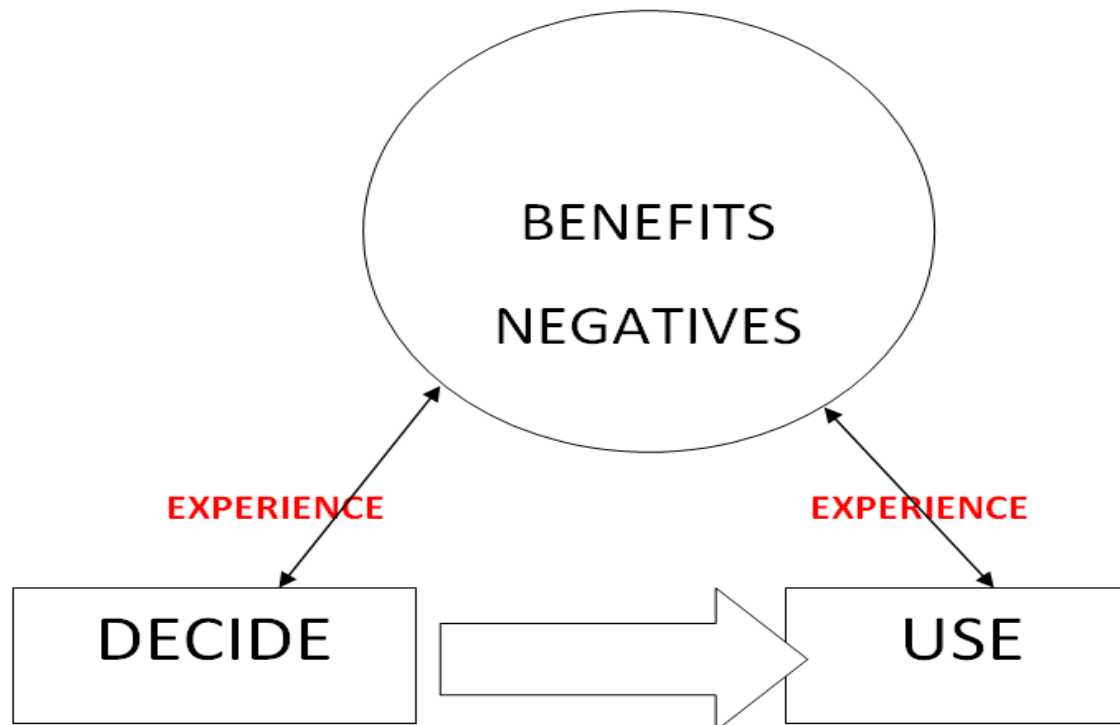 BENEFITS
NEGATIVES
EXPERIENCE
EXPERIENCE
DECIDE
USE